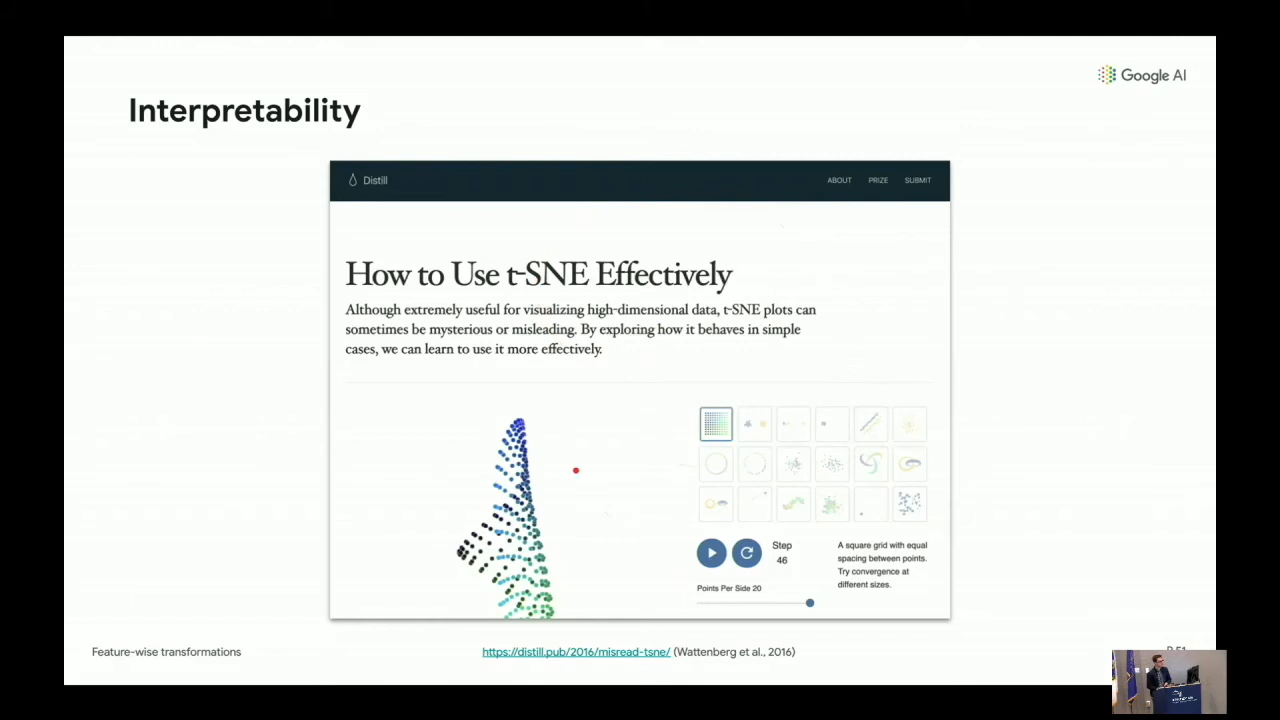 Google AI
Interpretability
Distill
ABOUT PRIZE SUBMIT
How to Use t-SNE Effectively
Although extremely useful for visualizing high-dimensional data, t-SNE plots can
sometimes be mysterious or misleading. By exploring how it behaves in simple
cases, we can learn to use it more effectively.
Step
46
Points Per Side 20
A square grid with equal
spacing between points.
Try convergence at
different sizes.
Feature-wise transformations
https://distill.pub/2016/misread-tsne/ (Wattenberg et al., 2016)